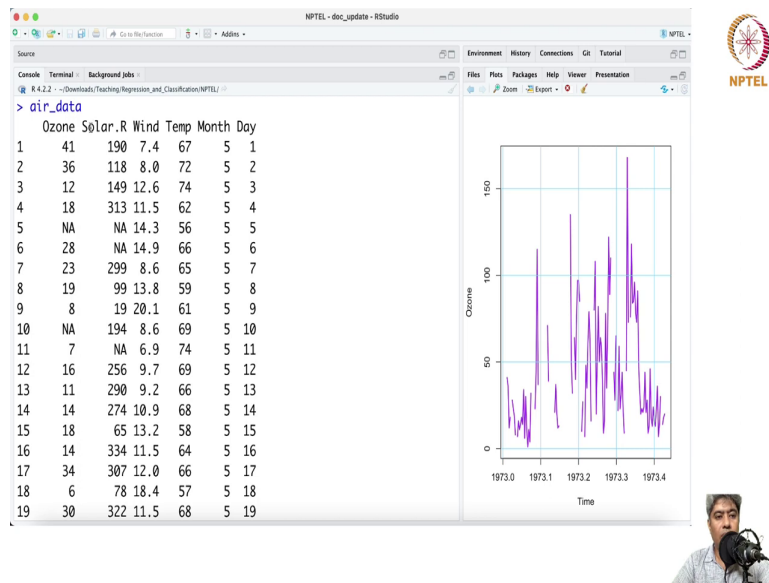 NPTEL - doc_update - RStudio
Go to file/function
Addins
NPTEL
Source
Console Terminal Background Jobs
R 4.2.2 · ~/Downloads/Teaching/Regression_and_Classification/NPTEL/
> air_data
Ozone Solar.R Wind Temp Month Day
1 41 190 7.4 67 5 1
2 36 118 8.0 72 5 2
3 12 149 12.6 74 5 3
4 18 313 11.5 62 5 4
5 NA NA 14.3 56 5 5
6 28 NA 14.9 66 5 6
7 23 299 8.6 65 5 7
8 19 99 13.8 59 5 8
9 8 19 20.1 61 5 9
10 NA 194 8.6 69 5 10
11 7 NA 6.9 74 5 11
12 16 256 9.7 69 5 12
13 11 290 9.2 66 5 13
14 14 274 10.9 68 5 14
15 18 65 13.2 58 5 15
16 14 334 11.5 64 5 16
17 34 307 12.0 66 5 17
18 6 78 18.4 57 5 18
19 30 322 11.5 68 5 19
Environment History Connections Git Tutorial
Files Plots Packages Help Viewer Presentation
Zoom Export
150
100
50
0
Ozone
1973.0 1973.1 1973.2 1973.3 1973.4
Time
NPTEL